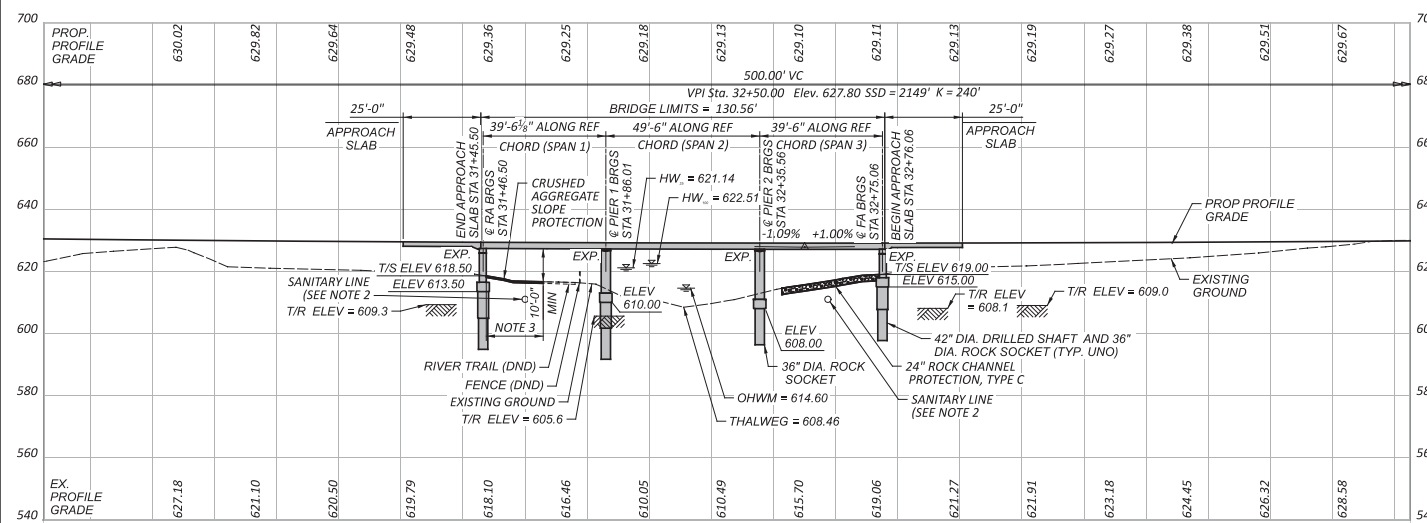 700
PROP.
PROFILE
GRADE
630.02
629.82
629.64
629.48
629.36
629.25
629.18
629.13
629.10
629.11
629.13
629.19
629.27
629.38
629.51
629.67
70
680
500.00' VC
68
VPI Sta. 32+50.00 Elev. 627.80 SSD = 2149' K = 240'
25'-0"
BRIDGE LIMITS = 130.56'
25'-0"
APPROACH
SLAB
39'-6⅛" ALONG REF
CHORD (SPAN 1)
49'-6" ALONG REF
CHORD (SPAN 2)
39'-6" ALONG REF
CHORD (SPAN 3)
APPROACH
SLAB
660
66
END APPROACH
SLAB STA 31+45.50
℄ RA BRGS
STA 31+46.50
CRUSHED
AGGREGATE
SLOPE
PROTECTION
℄ PIER 1 BRGS
STA 31+86.01
HW = 621.14
HW = 622.51
℄ PIER 2 BRGS
STA 32+35.56
-1.09%
+1.00%
℄ FA BRGS
STA 32+75.06
BEGIN APPROACH
SLAB STA 32+76.06
PROP PROFILE
GRADE
640
64
620
62
EXP.
EXP.
EXP.
EXP.
T/S ELEV 618.50
ELEV 613.50
T/S ELEV 619.00
ELEV 615.00
EXISTING
GROUND
SANITARY LINE
(SEE NOTE 2
T/R ELEV = 609.3
10'-0"
MIN
ELEV
610.00
T/R ELEV
= 608.1
T/R ELEV = 609.0
600
60
NOTE 3
ELEV
608.00
42" DIA. DRILLED SHAFT AND 36"
DIA. ROCK SOCKET (TYP. UNO)
RIVER TRAIL (DND)
36" DIA. ROCK
SOCKET
24" ROCK CHANNEL
PROTECTION, TYPE C
FENCE (DND)
580
58
EXISTING GROUND
OHWM = 614.60
SANITARY LINE
(SEE NOTE 2
T/R ELEV = 605.6
THALWEG = 608.46
560
56
EX.
PROFILE
GRADE
627.18
621.10
620.50
619.79
618.10
616.46
610.05
610.49
615.70
619.06
621.27
621.91
623.18
624.45
626.32
628.58
540
54